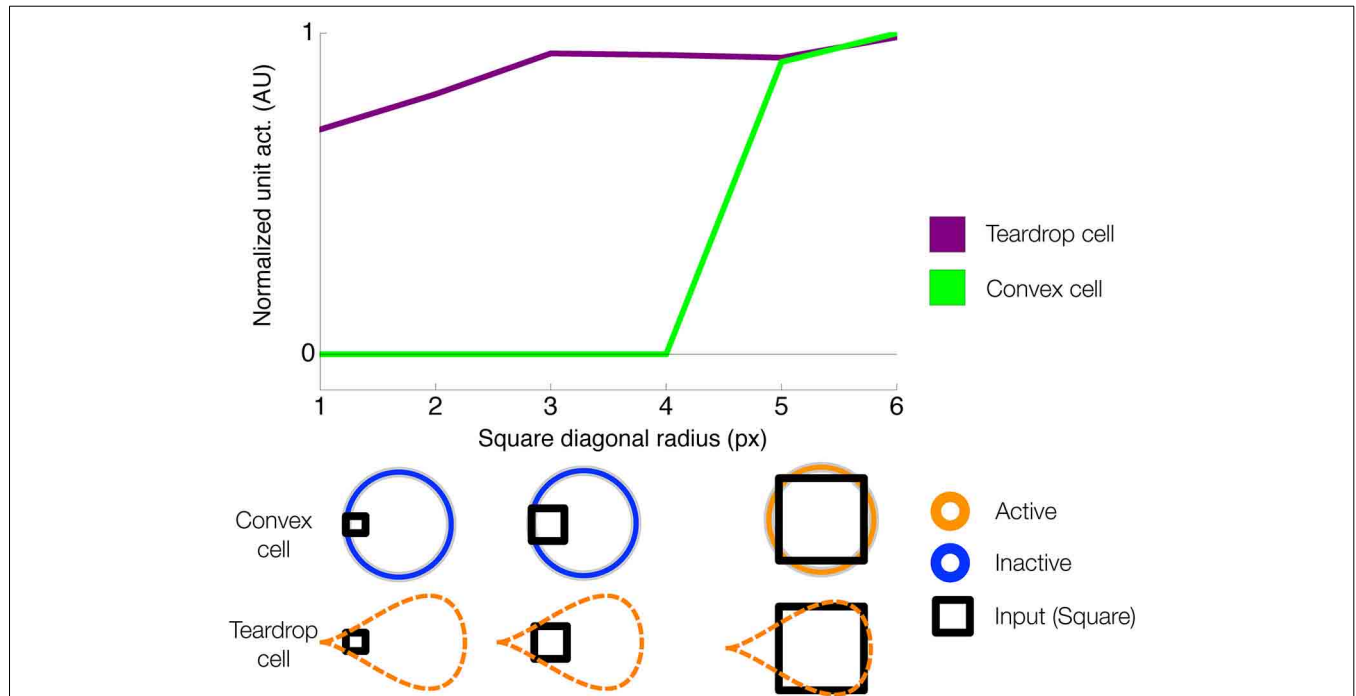 1
Normalized unit act. (AU)
0
1 2 3 4 5 6
Square diagonal radius (px)
Teardrop cell
Convex cell
Convex
cell
Teardrop
cell
Active
Inactive
Input (Square)